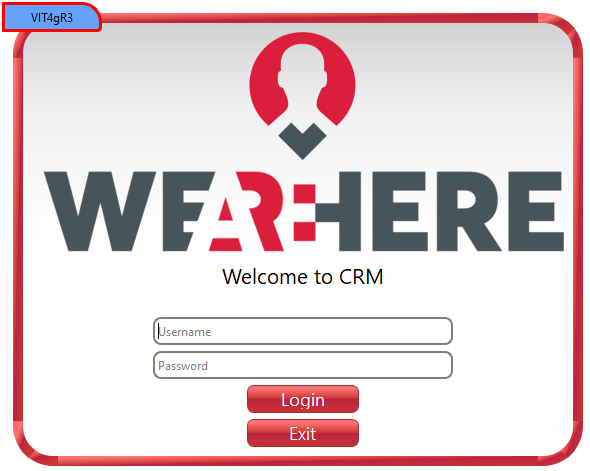 VIT4gR3
WEAREHERE
Welcome to CRM
Username
Password
Login
Exit